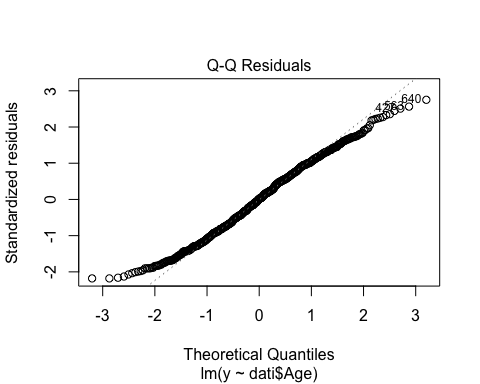 Q-Q Residuals
Standardized residuals
3
2
1
0
-1
-2
640
-3 -2 -1 0 1 2 3
Theoretical Quantiles
lm(y ~ dati$Age)